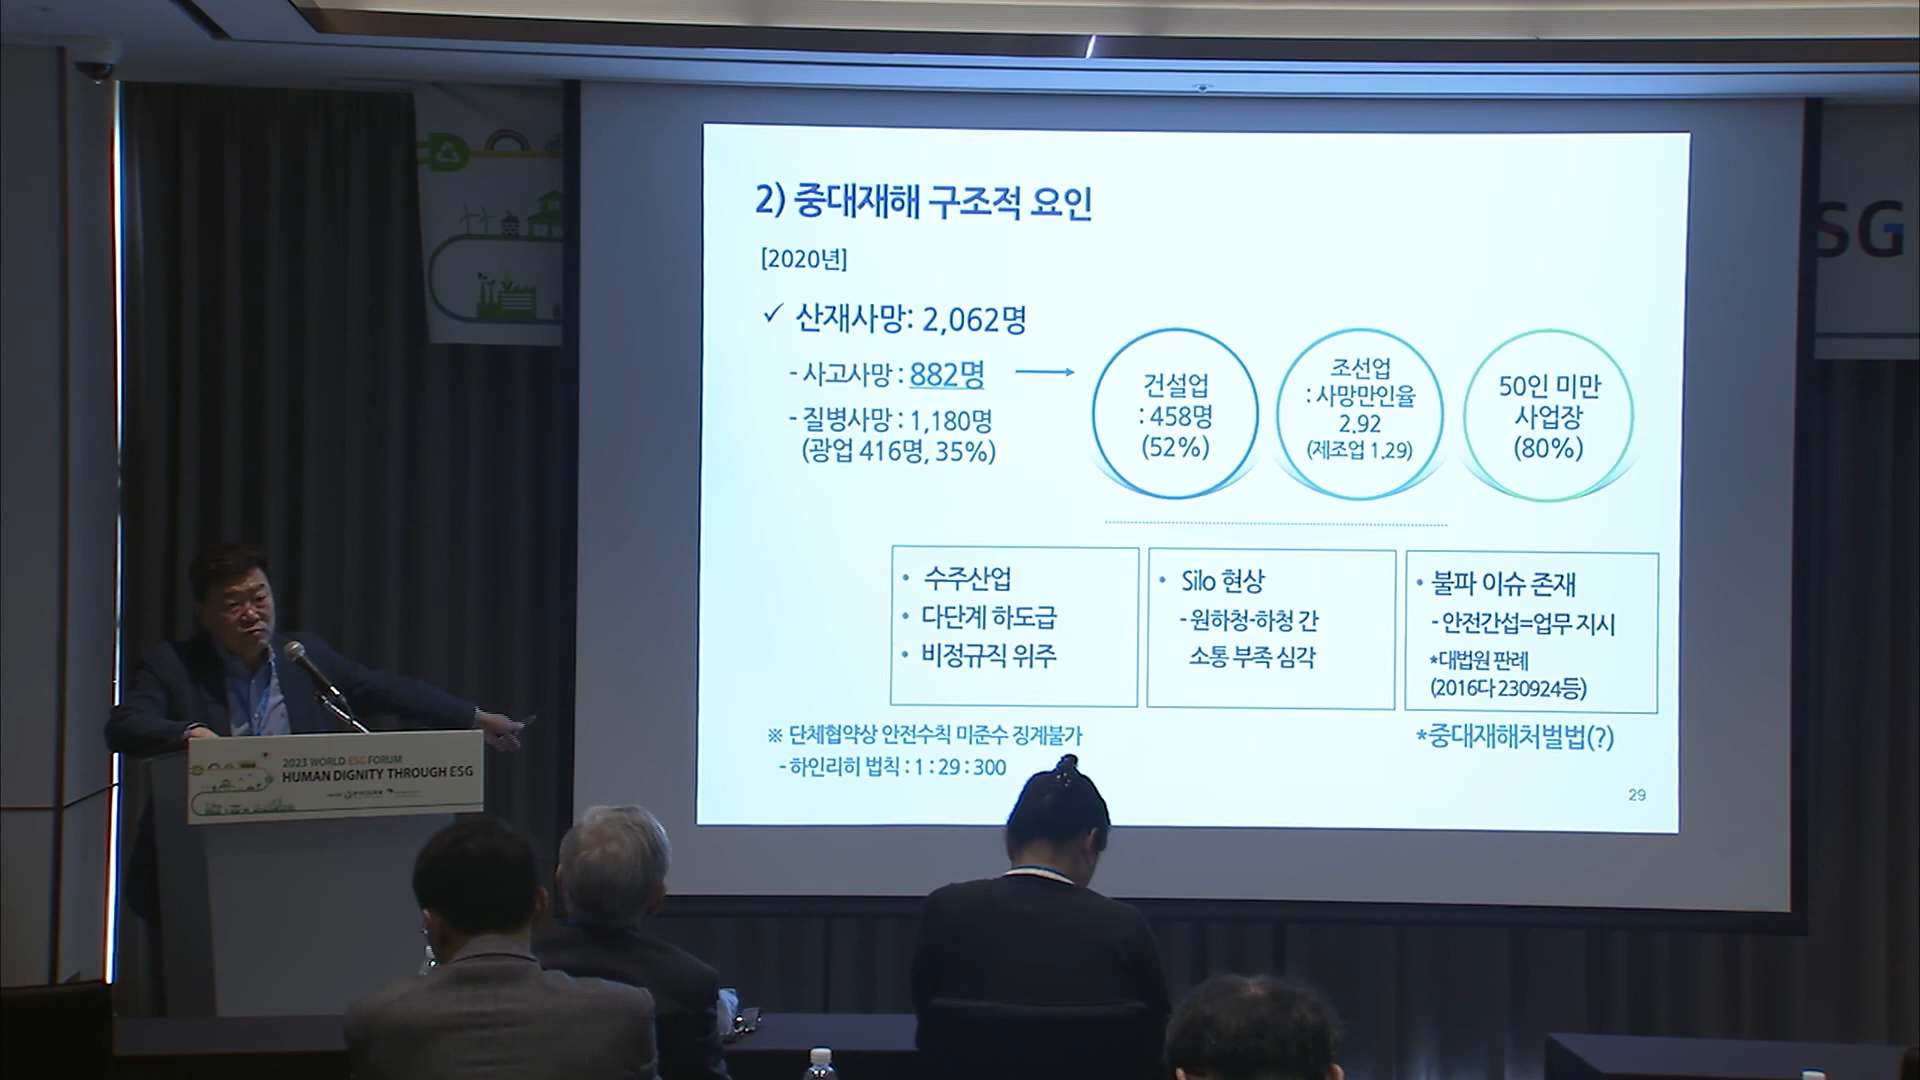 2) 중대재해 구조적 요인
[2020년]
✓ 산재사망: 2,062명
- 사고사망 : 882명
- 질병사망 : 1,180명
(광업 416명, 35%)
건설업
: 458명
(52%)
조선업
: 사망만인율
2.92
(제조업 1.29)
50인 미만
사업장
(80%)
• 수주산업
• 다단계 하도급
• 비정규직 위주
• Silo 현상
- 원하청-하청 간
소통 부족 심각
• 불파 이슈 존재
- 안전간섭=업무 지시
*대법원 판례
(2016다230924등)
※ 단체협약상 안전수칙 미준수 징계불가
- 하인리히 법칙 : 1 : 29 : 300
*중대재해처벌법(?)
29
SG
2023 WORLD ESG FORUM
HUMAN DIGNITY THROUGH ESG